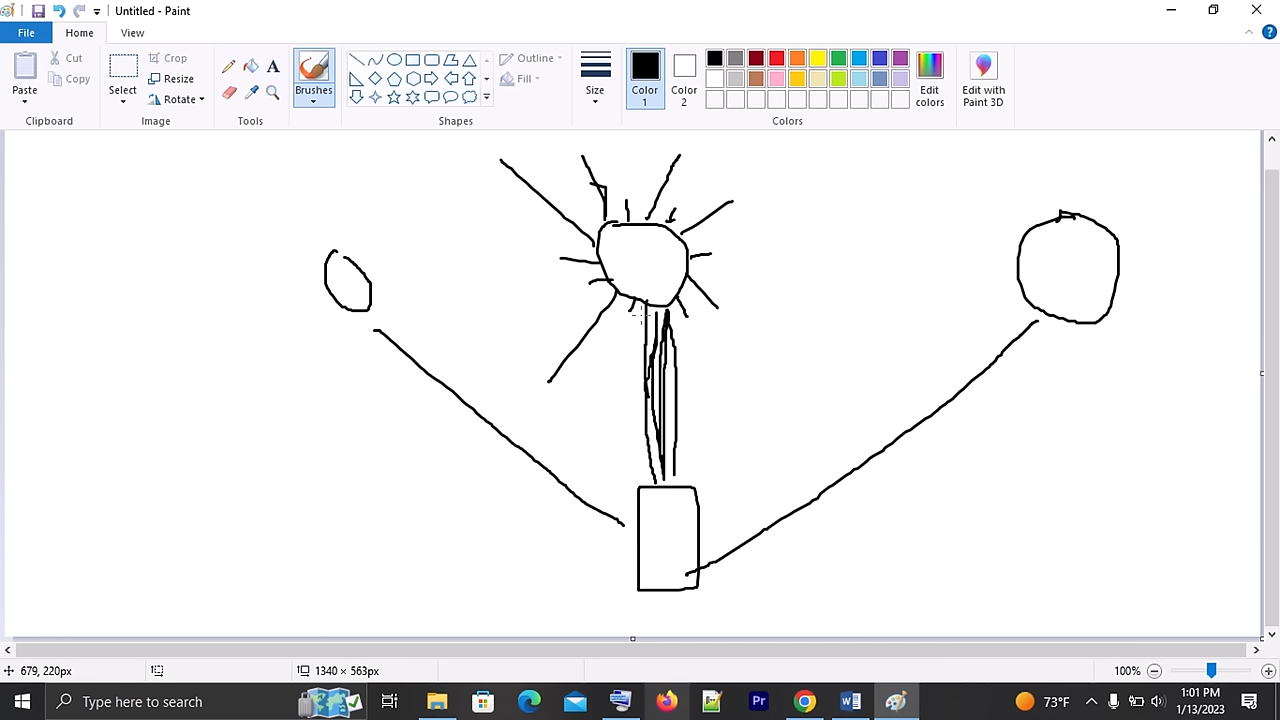 Untitled - Paint
File
Home
View
Paste
Cut
Copy
Select
Crop
Resize
Rotate
Brushes
Outline
Fill
Size
Color 1
Color 2
Edit colors
Edit with Paint 3D
Clipboard
Image
Tools
Shapes
Colors
679, 220px
1340 × 563px
100%
Type here to search
Pr
73°F
1:01 PM
1/13/2023